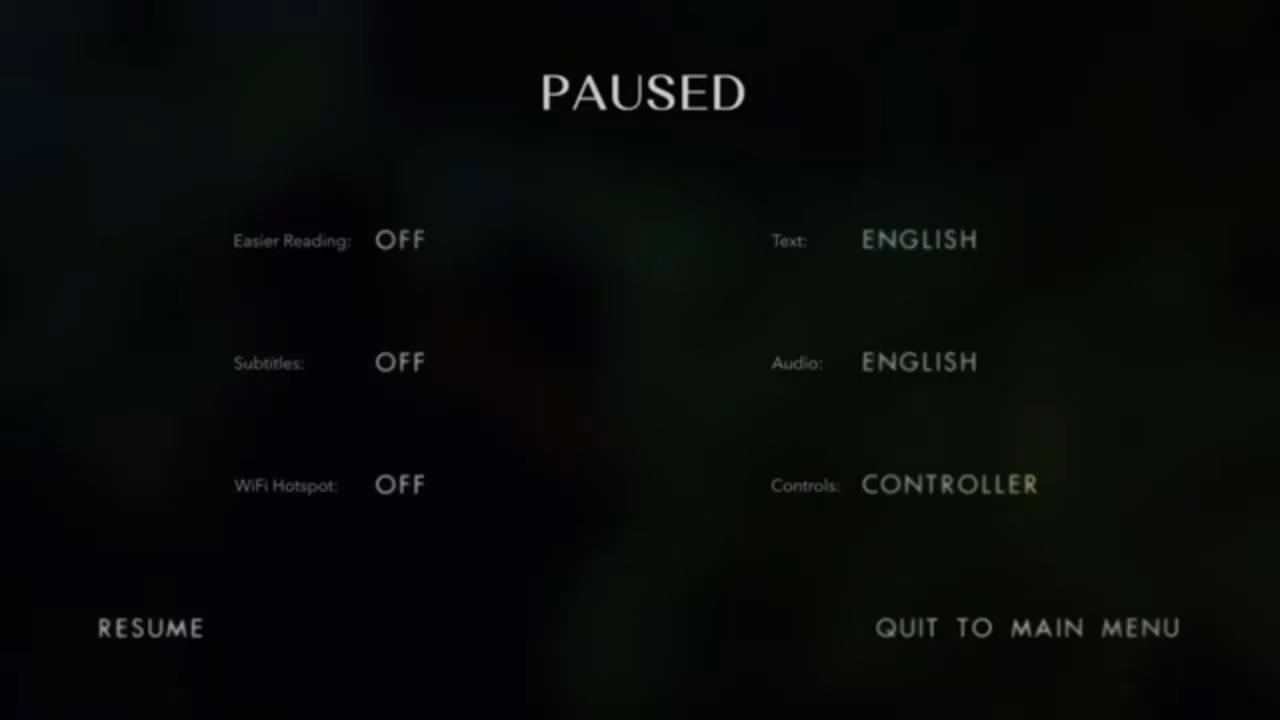 PAUSED
Easier Reading: OFF
Text: ENGLISH
Subtitles: OFF
Audio: ENGLISH
WiFi Hotspot: OFF
Controls: CONTROLLER
RESUME
QUIT TO MAIN MENU